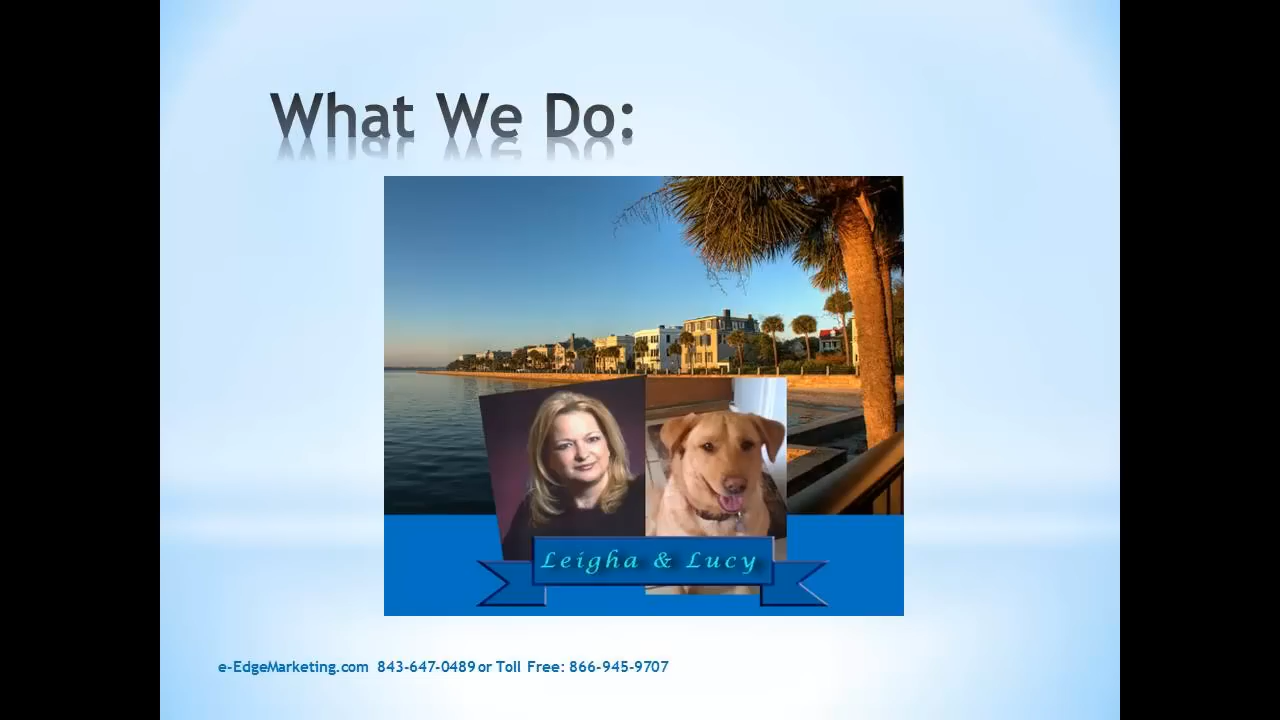 What We Do:
Leigha & Lucy
e-EdgeMarketing.com 843-647-0489 or Toll Free: 866-945-9707